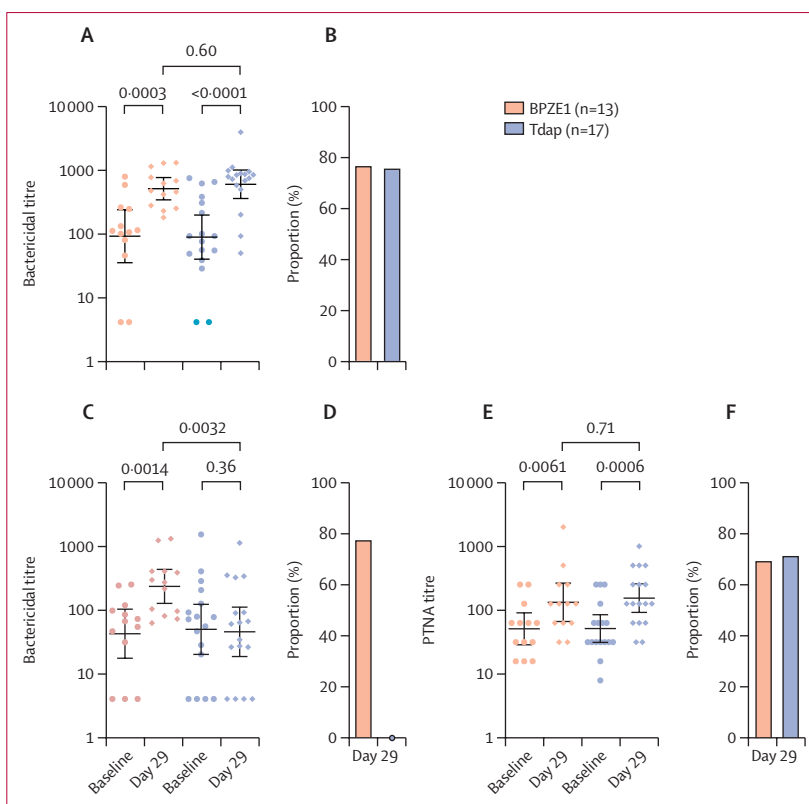 A
B
0.60
0·0003
<0·0001
BPZE1 (n=13)
Tdap (n=17)
Bactericidal titre
10 000
1000
100
10
1
Proportion (%)
100
80
60
40
20
0
C
D
E
F
0·0032
0·0014
0.36
Bactericidal titre
10 000
1000
100
10
1
Baseline
Day 29
Baseline
Day 29
Proportion (%)
100
80
60
40
20
0
Day 29
0.71
0·0061
0·0006
PTNA titre
10 000
1000
100
10
1
Baseline
Day 29
Baseline
Day 29
Proportion (%)
100
80
60
40
20
0
Day 29